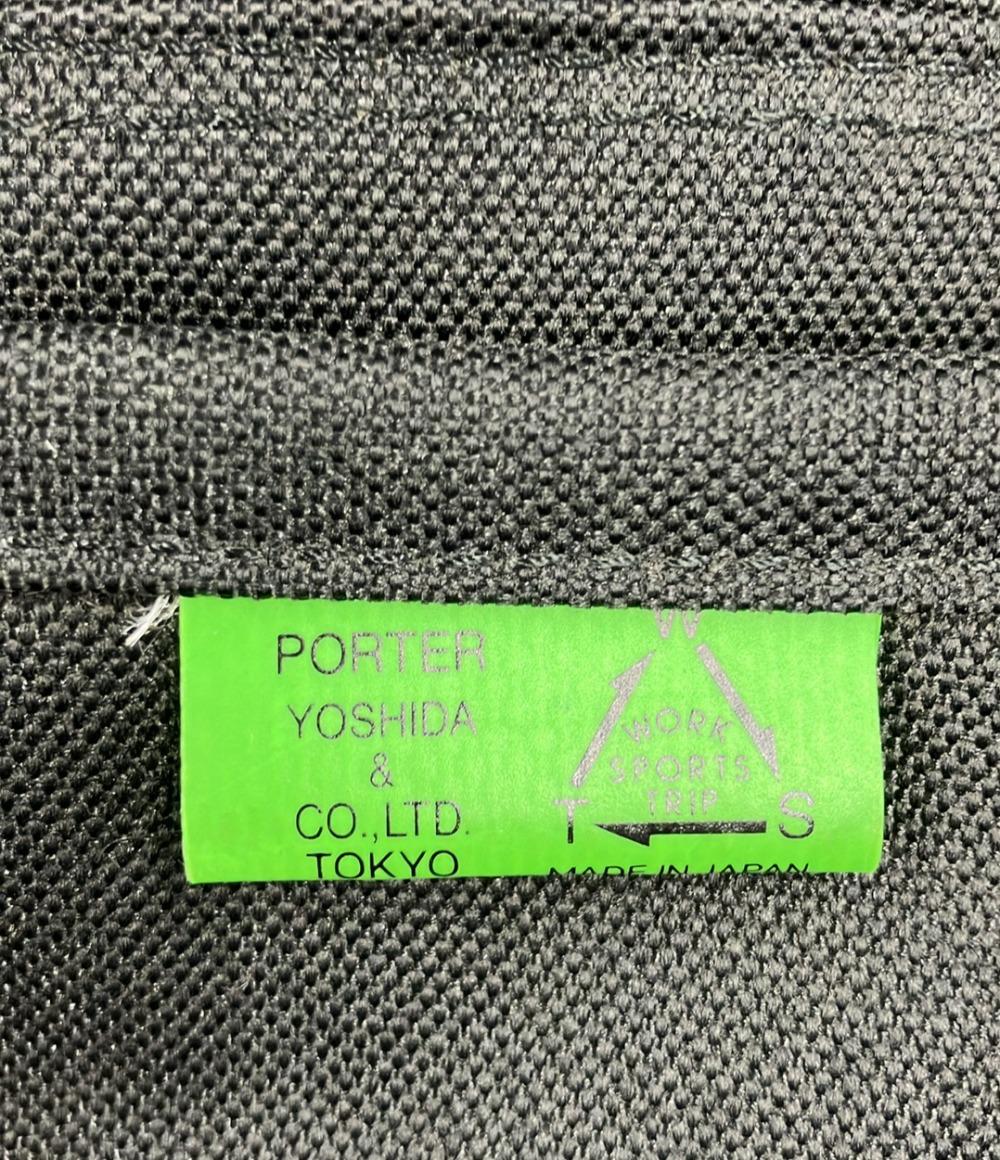 PORTER
YOSHIDA
&
CO.,LTD.
TOKYO
W
WORK
SPORTS
TRIP
T S
MADE IN JAPAN